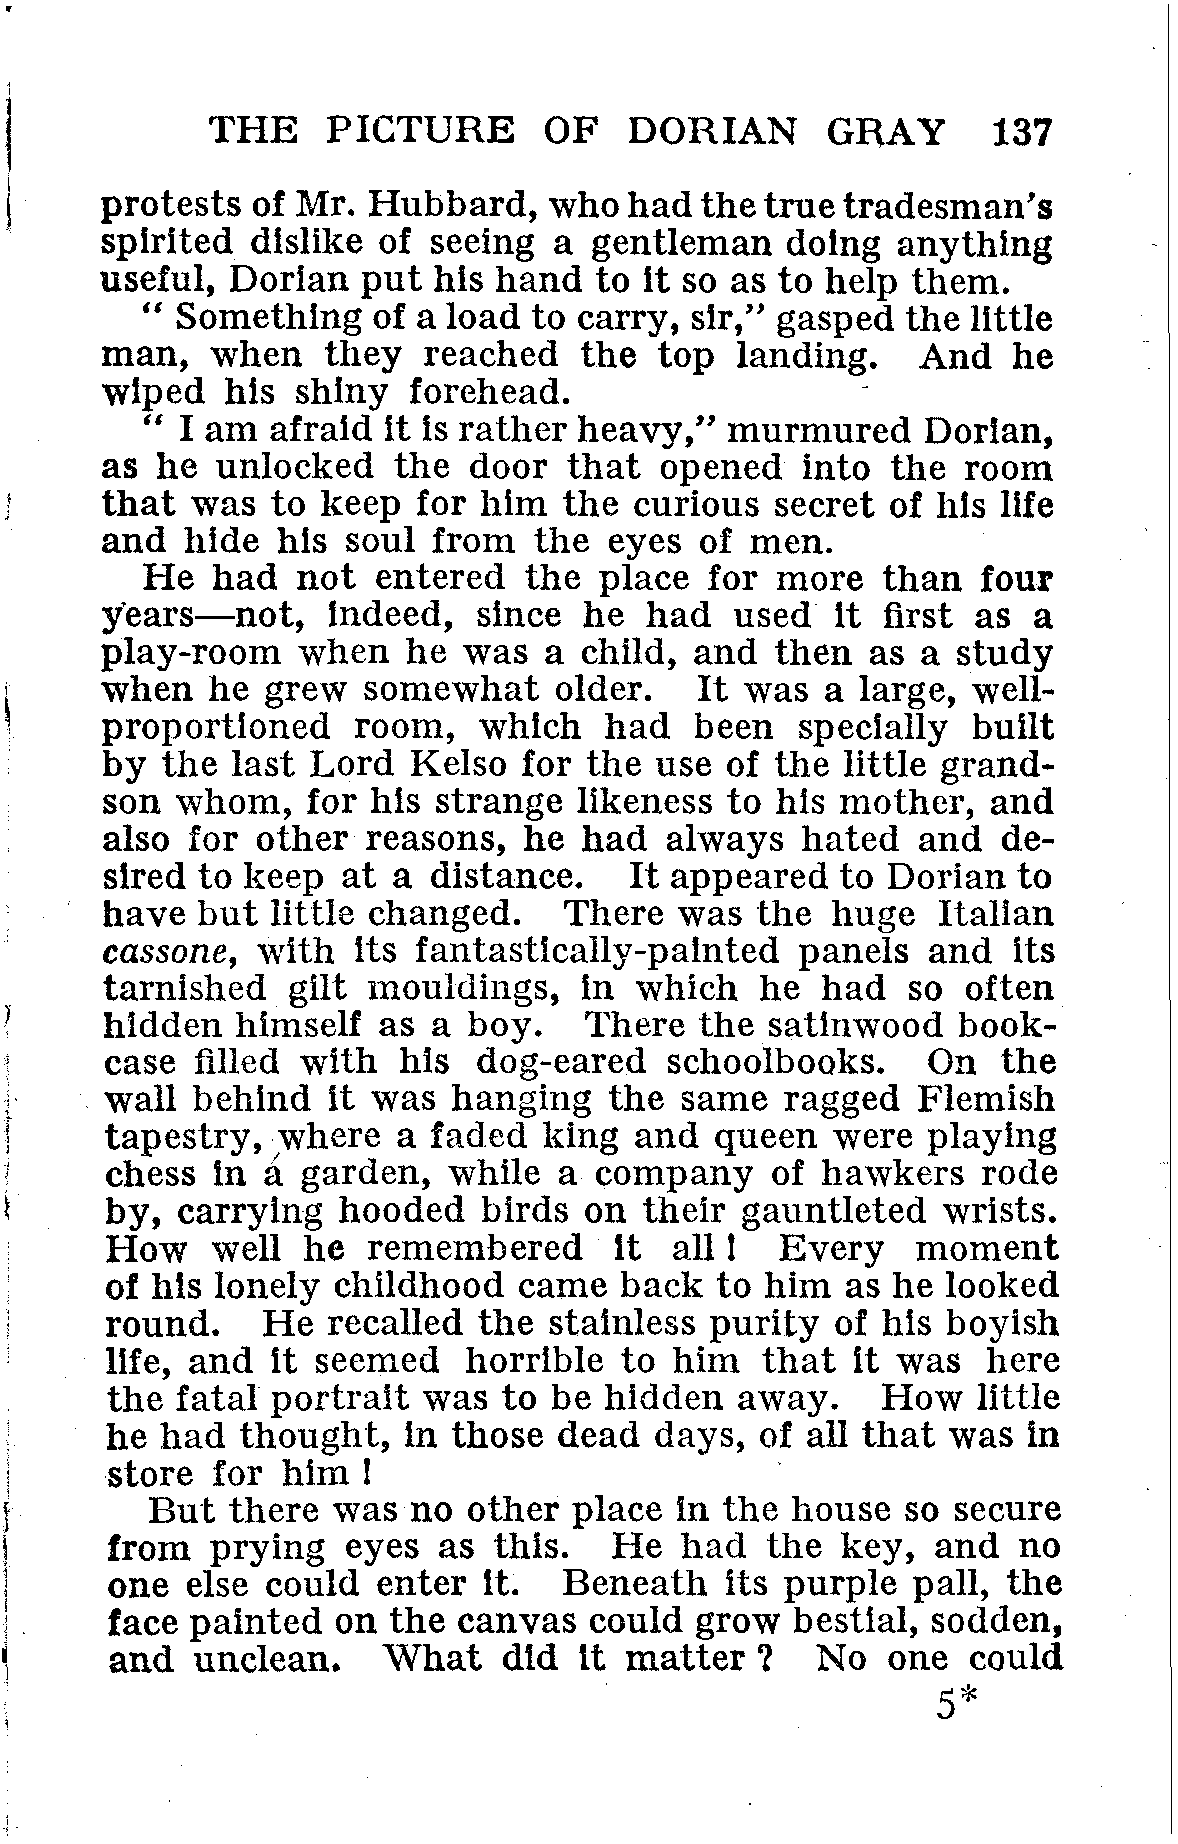 THE PICTURE OF DORIAN GRAY 137
protests of Mr. Hubbard, who had the true tradesman's
spirited dislike of seeing a gentleman doing anything
useful, Dorian put his hand to it so as to help them.
“ Something of a load to carry, sir,” gasped the little
man, when they reached the top landing. And he
wiped his shiny forehead.
“ I am afraid it is rather heavy,” murmured Dorian,
as he unlocked the door that opened into the room
that was to keep for him the curious secret of his life
and hide his soul from the eyes of men.
He had not entered the place for more than four
years—not, indeed, since he had used it first as a
play-room when he was a child, and then as a study
when he grew somewhat older. It was a large, well-
proportioned room, which had been specially built
by the last Lord Kelso for the use of the little grand-
son whom, for his strange likeness to his mother, and
also for other reasons, he had always hated and de-
sired to keep at a distance. It appeared to Dorian to
have but little changed. There was the huge Italian
cassone, with its fantastically-painted panels and its
tarnished gilt mouldings, in which he had so often
hidden himself as a boy. There the satinwood book-
case filled with his dog-eared schoolbooks. On the
wall behind it was hanging the same ragged Flemish
tapestry, where a faded king and queen were playing
chess in a garden, while a company of hawkers rode
by, carrying hooded birds on their gauntleted wrists.
How well he remembered it all ! Every moment
of his lonely childhood came back to him as he looked
round. He recalled the stainless purity of his boyish
life, and it seemed horrible to him that it was here
the fatal portrait was to be hidden away. How little
he had thought, in those dead days, of all that was in
store for him !
But there was no other place in the house so secure
from prying eyes as this. He had the key, and no
one else could enter it. Beneath its purple pall, the
face painted on the canvas could grow bestial, sodden,
and unclean. What did it matter ? No one could
5*